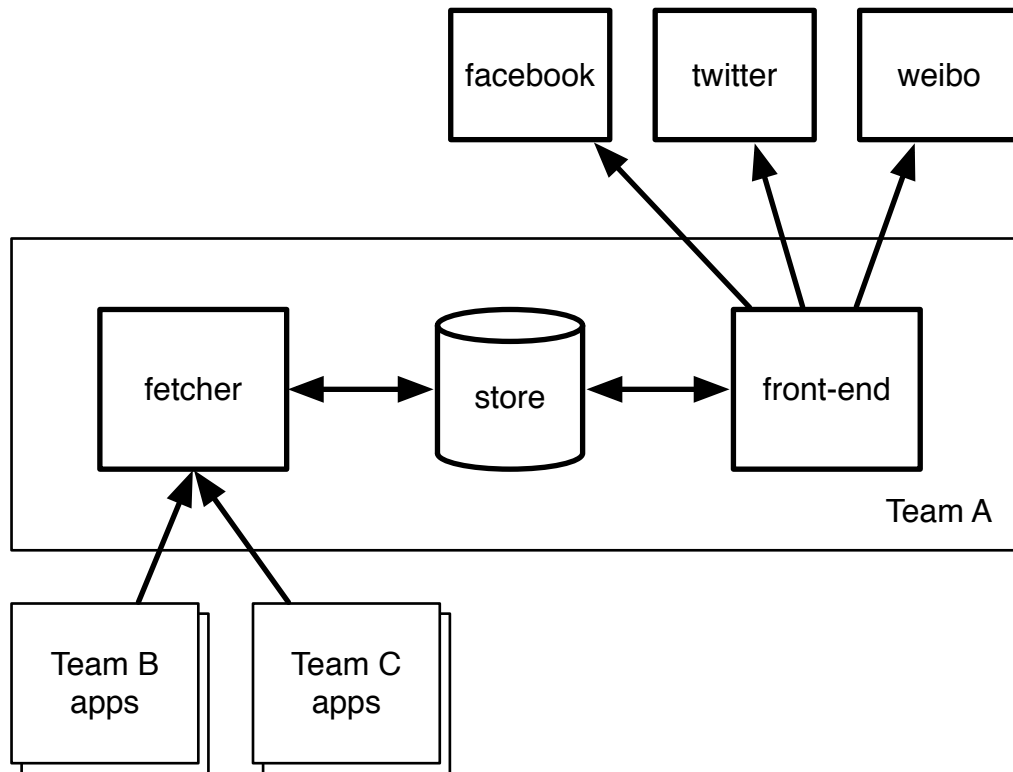 facebook
twitter
weibo
fetcher
store
front-end
Team A
Team B
apps
Team C
apps